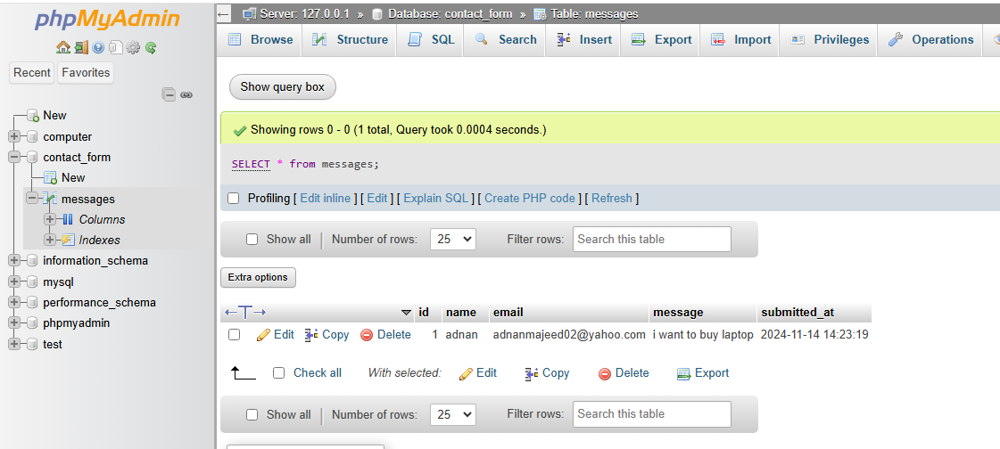 phpMyAdmin
Recent Favorites
New
computer
contact_form
New
messages
Columns
Indexes
information_schema
mysql
performance_schema
phpmyadmin
test
Server: 127.0.0.1 » Database: contact_form » Table: messages
Browse Structure SQL Search Insert Export Import Privileges Operations
Show query box
Showing rows 0 - 0 (1 total, Query took 0.0004 seconds.)
SELECT * from messages;
Profiling [ Edit inline ] [ Edit ] [ Explain SQL ] [ Create PHP code ] [ Refresh ]
Show all | Number of rows: 25 Filter rows: Search this table
Extra options
id name email message submitted_at
Edit Copy Delete 1 adnan adnanmajeed02@yahoo.com i want to buy laptop 2024-11-14 14:23:19
Check all With selected: Edit Copy Delete Export
Show all | Number of rows: 25 Filter rows: Search this table